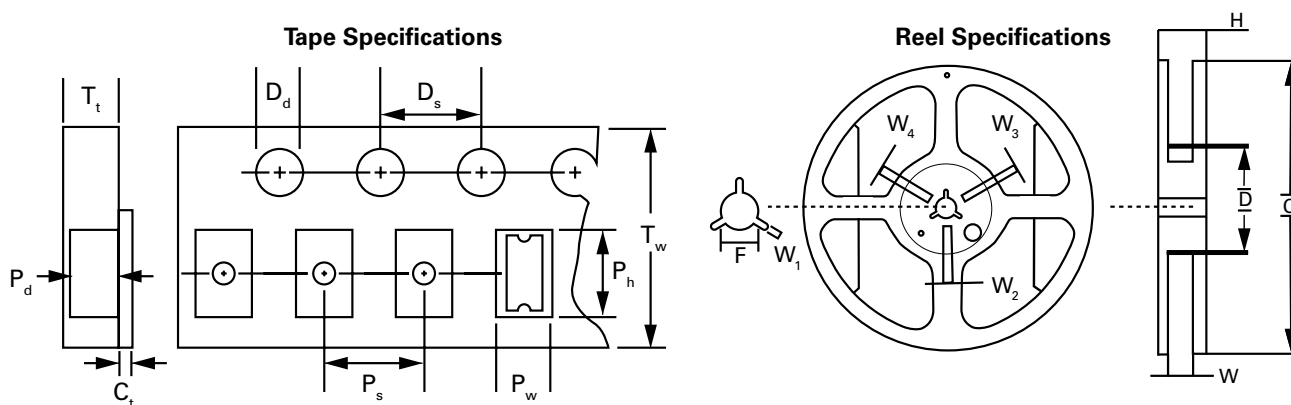 Tape Specifications
Reel Specifications
H
Tt
Dd
Ds
W4
W3
Tw
D
C
Pd
Ph
F
W1
W2
Ct
Ps
Pw
W